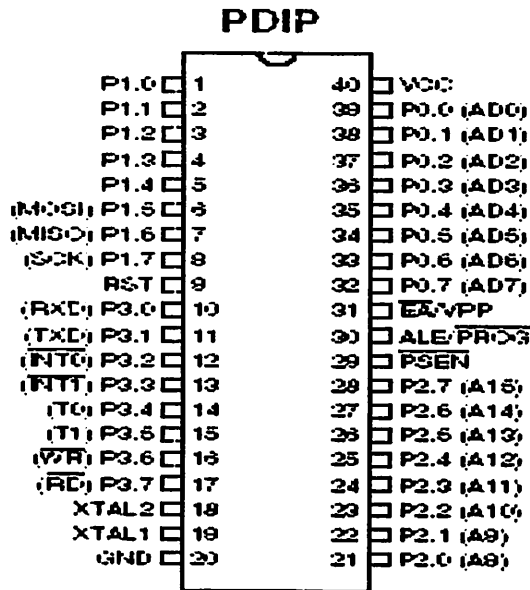 PDIP
P1.0 1 40 VCC
P1.1 2 39 P0.0 (AD0)
P1.2 3 38 P0.1 (AD1)
P1.3 4 37 P0.2 (AD2)
P1.4 5 36 P0.3 (AD3)
(MOSI) P1.5 6 35 P0.4 (AD4)
(MISO) P1.6 7 34 P0.5 (AD5)
(SCK) P1.7 8 33 P0.6 (AD6)
RST 9 32 P0.7 (AD7)
(RXD) P3.0 10 31 E̅A̅/VPP
(TXD) P3.1 11 30 ALE/P̅R̅O̅G̅
(I̅N̅T̅0̅) P3.2 12 29 P̅S̅E̅N̅
(I̅N̅T̅1̅) P3.3 13 28 P2.7 (A15)
(T0) P3.4 14 27 P2.6 (A14)
(T1) P3.5 15 26 P2.5 (A13)
(W̅R̅) P3.6 16 25 P2.4 (A12)
(R̅D̅) P3.7 17 24 P2.3 (A11)
XTAL2 18 23 P2.2 (A10)
XTAL1 19 22 P2.1 (A9)
GND 20 21 P2.0 (A8)